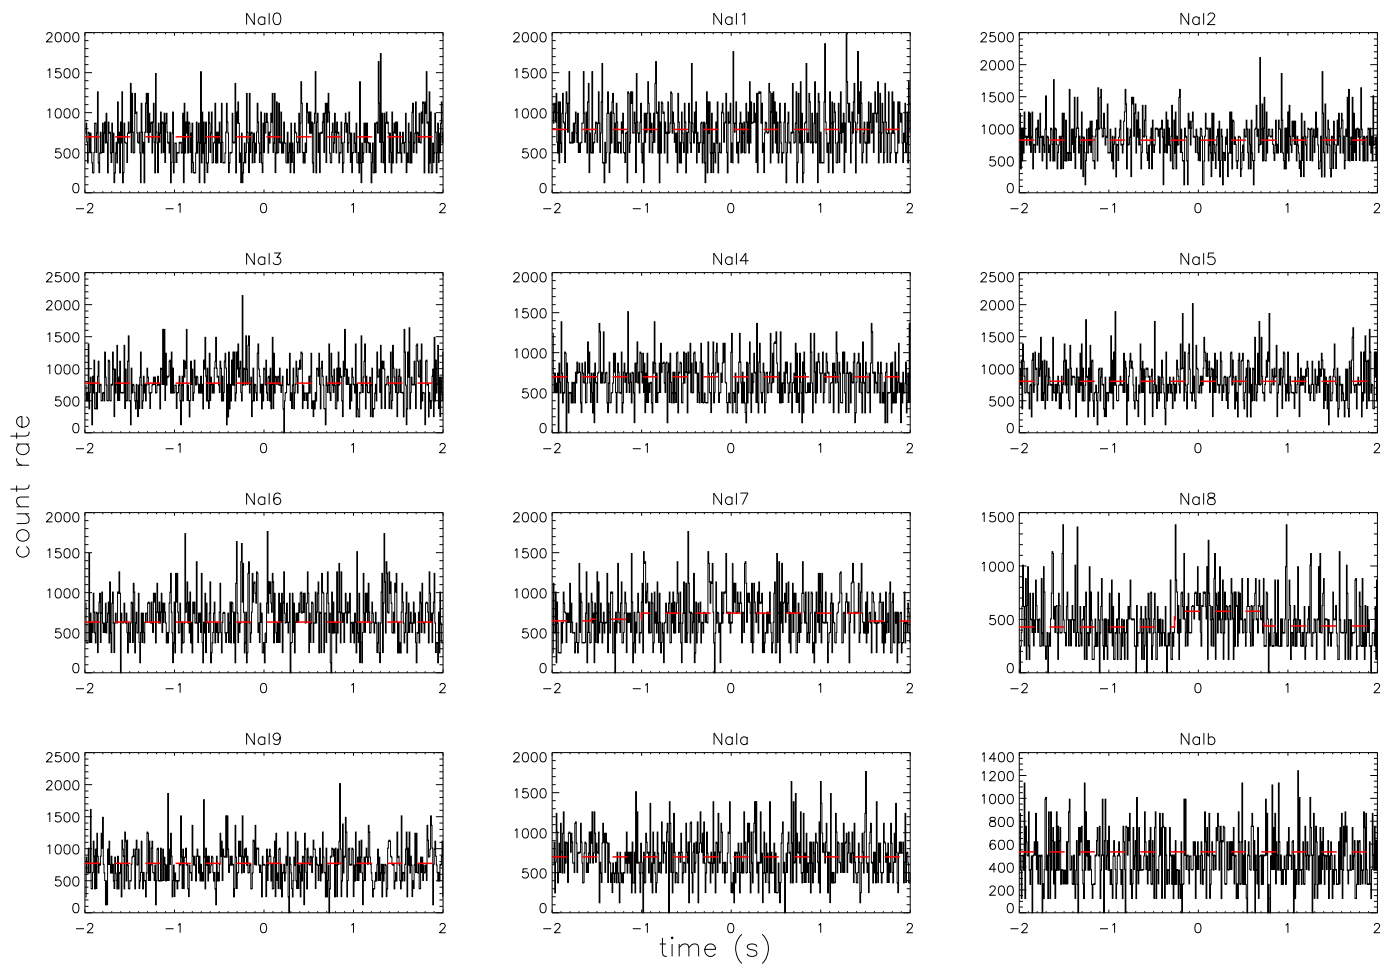 NaI0 NaI1 NaI2
2000 1500 1000 500 0 -2 -1 0 1 2
2000 1500 1000 500 0 -2 -1 0 1 2
2500 2000 1500 1000 500 0 -2 -1 0 1 2
NaI3 NaI4 NaI5
2500 2000 1500 1000 500 0 -2 -1 0 1 2
2000 1500 1000 500 0 -2 -1 0 1 2
2500 2000 1500 1000 500 0 -2 -1 0 1 2
count rate
NaI6 NaI7 NaI8
2000 1500 1000 500 0 -2 -1 0 1 2
2000 1500 1000 500 0 -2 -1 0 1 2
1500 1000 500 0 -2 -1 0 1 2
NaI9 NaIa NaIb
2500 2000 1500 1000 500 0 -2 -1 0 1 2
2000 1500 1000 500 0 -2 -1 0 1 2
1400 1200 1000 800 600 400 200 0 -2 -1 0 1 2
time (s)